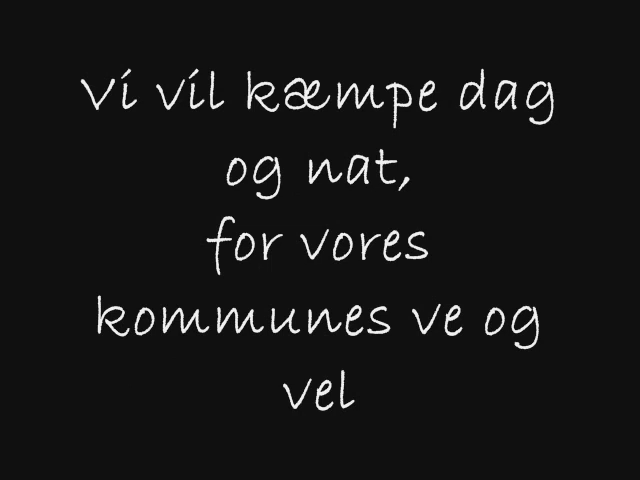 Vi vil kæmpe dag
og nat,
for vores
kommunes ve og
vel